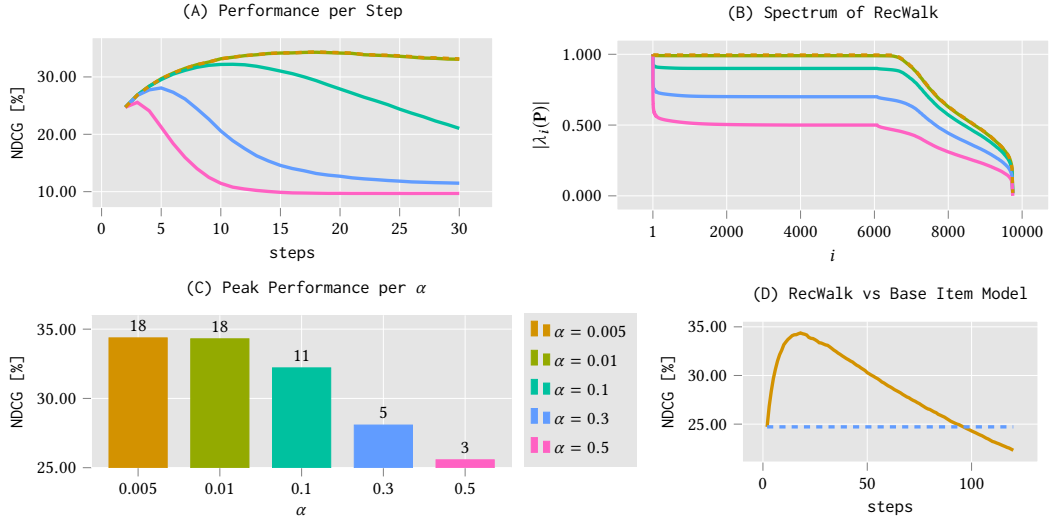 (A) Performance per Step
NDCG [%]
30.00
20.00
10.00
0 5 10 15 20 25 30
steps
(B) Spectrum of RecWalk
|λi(P)|
1.000
0.500
0.000
1 2000 4000 6000 8000 10000
i
(C) Peak Performance per α
NDCG [%]
35.00
30.00
25.00
18 18 11 5 3
0.005 0.01 0.1 0.3 0.5
α
α = 0.005
α = 0.01
α = 0.1
α = 0.3
α = 0.5
(D) RecWalk vs Base Item Model
NDCG [%]
35.00
30.00
25.00
0 50 100
steps